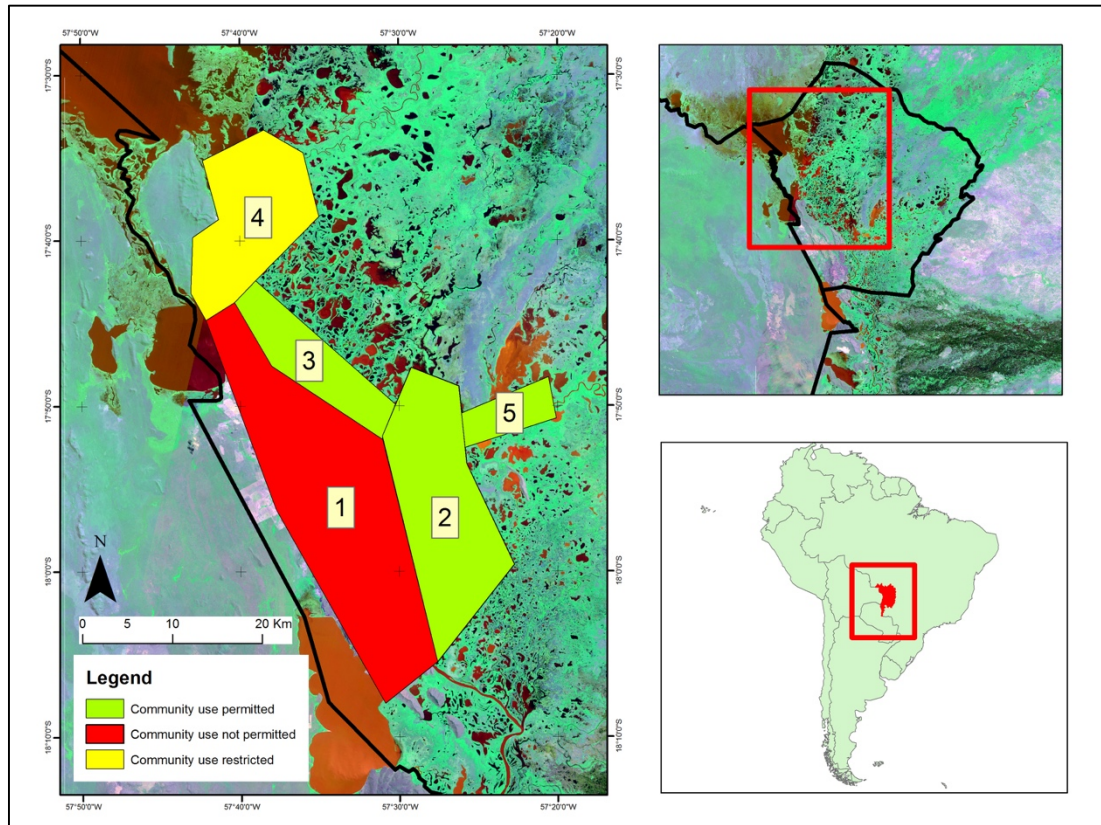 57°50'0"W 57°40'0"W 57°30'0"W 57°20'0"W
17°30'0"S 17°30'0"S
4
17°40'0"S 17°40'0"S
3
17°50'0"S 17°50'0"S
5
1
2
N
18°0'0"S 18°0'0"S
0 5 10 20 Km
Legend
Community use permitted
Community use not permitted
Community use restricted
18°10'0"S 18°10'0"S
57°50'0"W 57°40'0"W 57°30'0"W 57°20'0"W